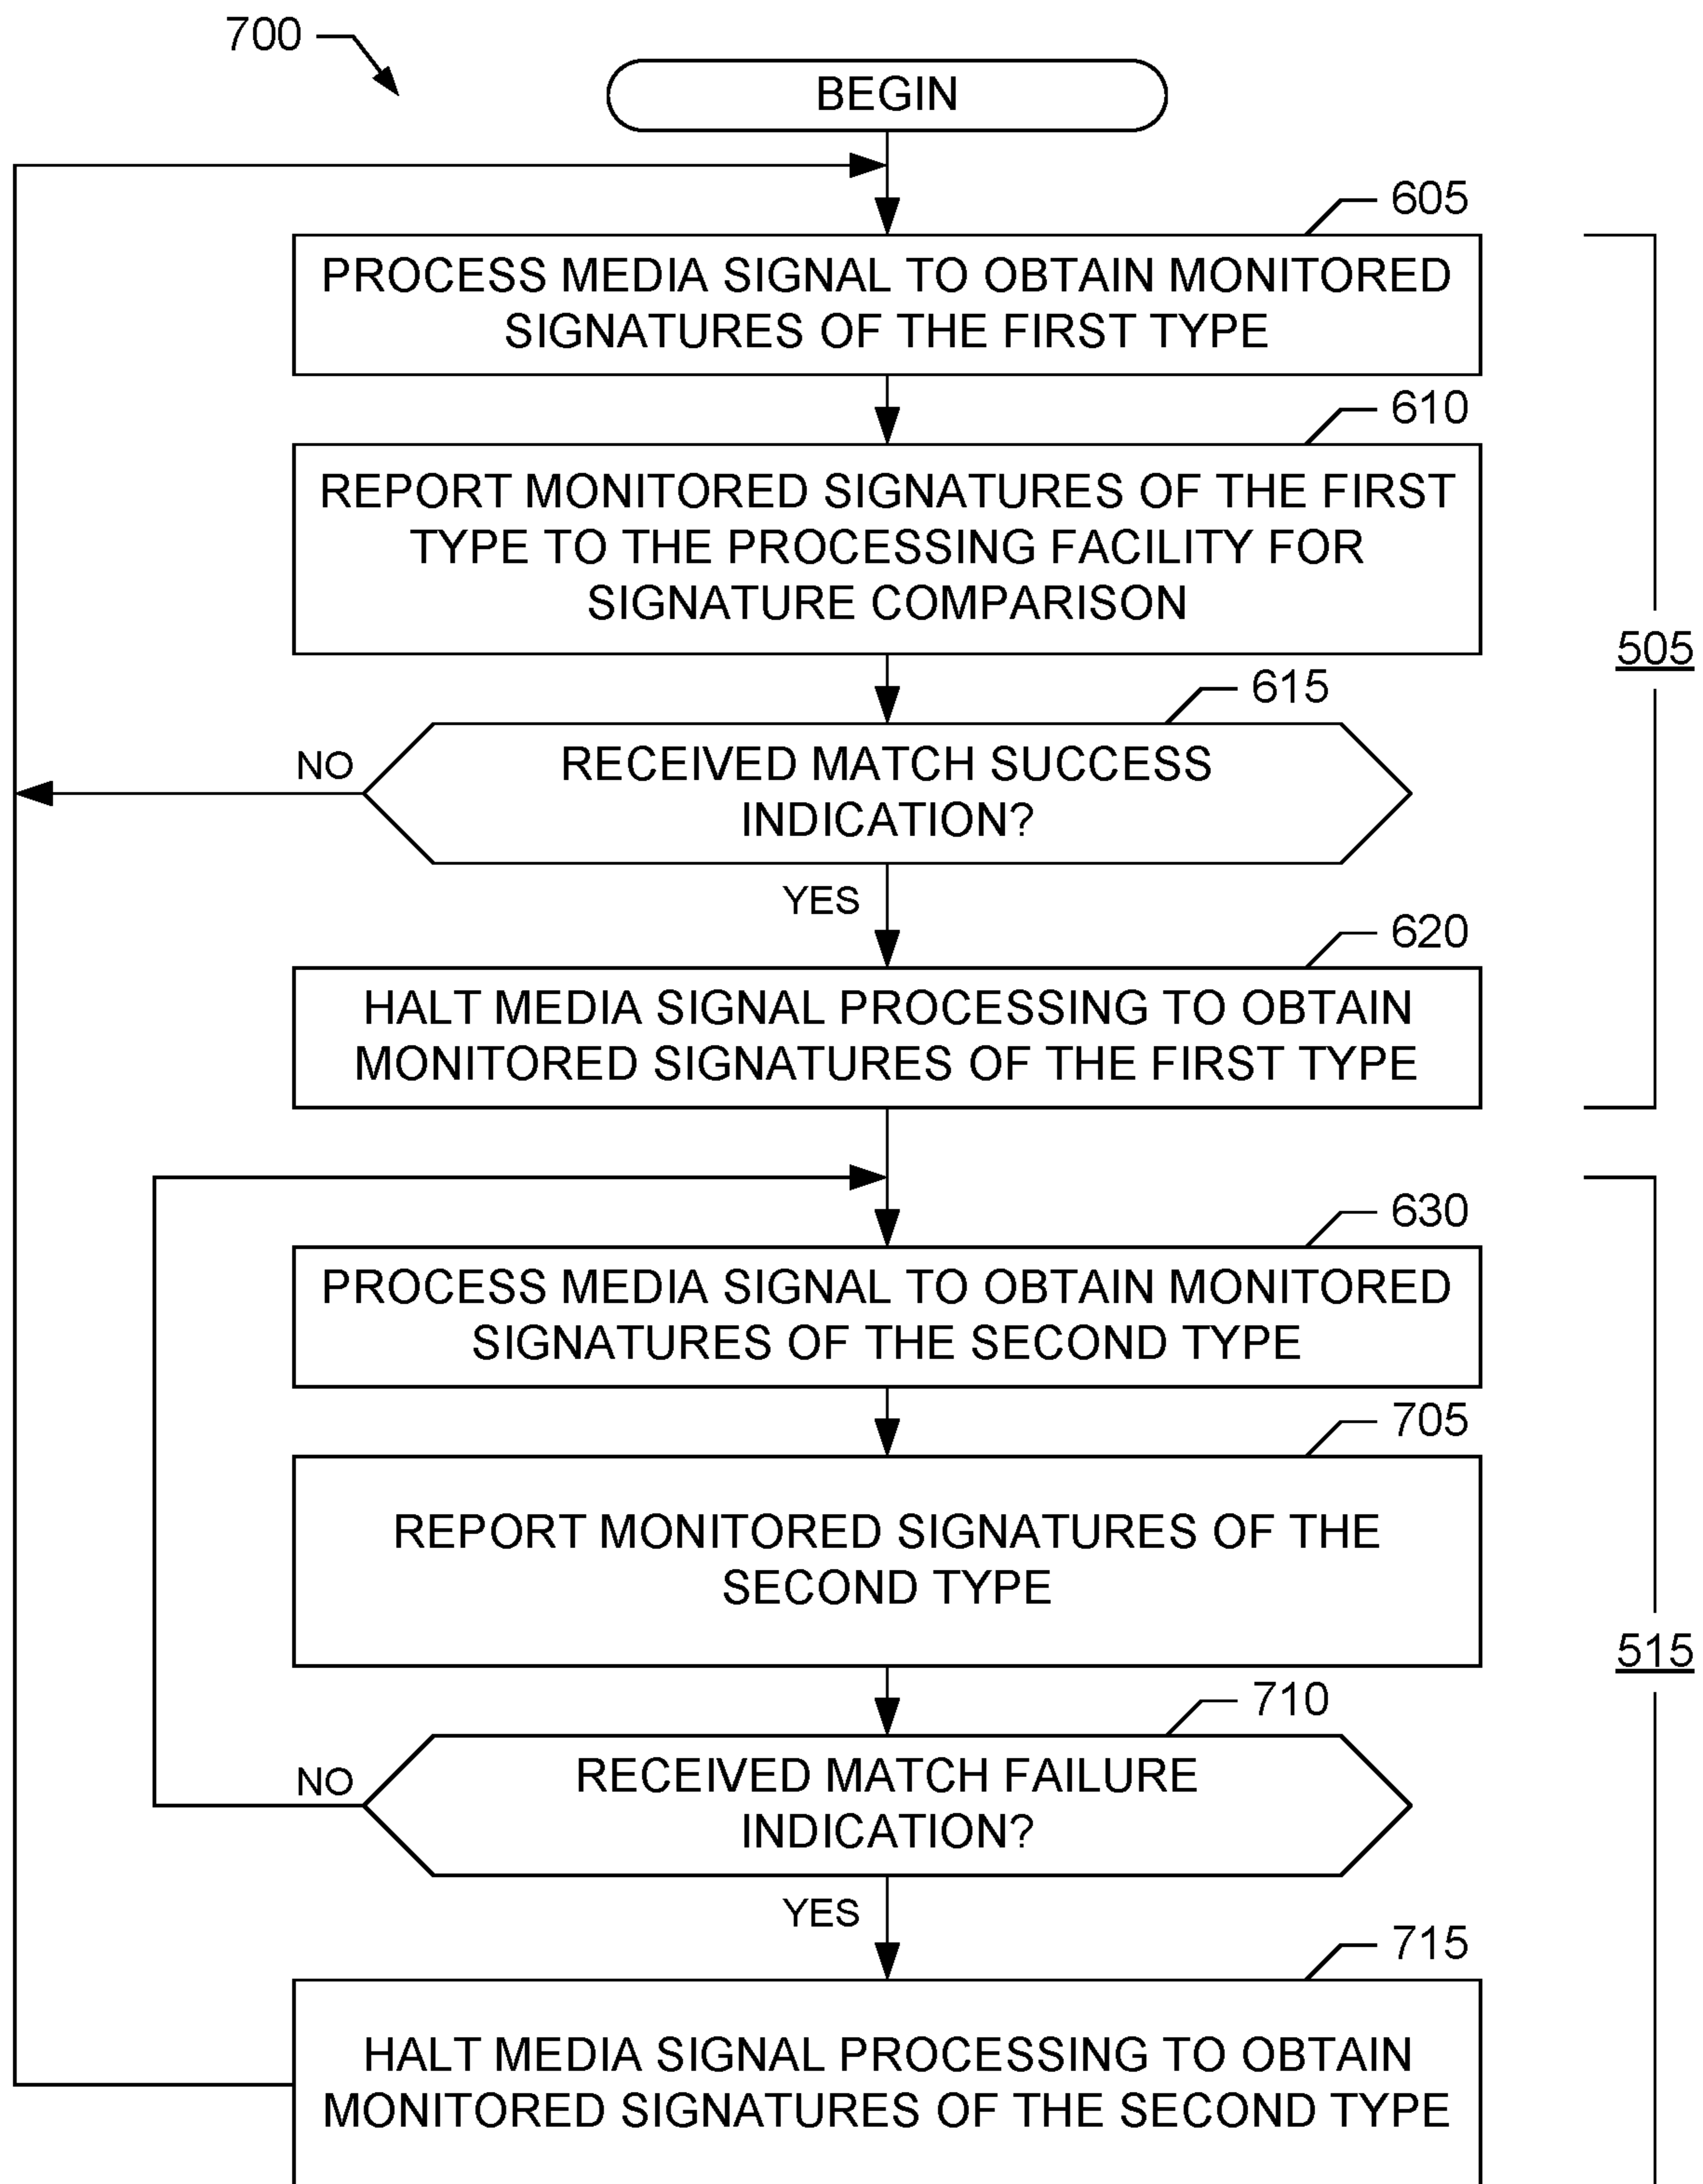 700
BEGIN
605
PROCESS MEDIA SIGNAL TO OBTAIN MONITORED
SIGNATURES OF THE FIRST TYPE
610
REPORT MONITORED SIGNATURES OF THE FIRST
TYPE TO THE PROCESSING FACILITY FOR
SIGNATURE COMPARISON
505
615
NO
RECEIVED MATCH SUCCESS
INDICATION?
YES
620
HALT MEDIA SIGNAL PROCESSING TO OBTAIN
MONITORED SIGNATURES OF THE FIRST TYPE
630
PROCESS MEDIA SIGNAL TO OBTAIN MONITORED
SIGNATURES OF THE SECOND TYPE
705
REPORT MONITORED SIGNATURES OF THE
SECOND TYPE
515
710
NO
RECEIVED MATCH FAILURE
INDICATION?
YES
715
HALT MEDIA SIGNAL PROCESSING TO OBTAIN
MONITORED SIGNATURES OF THE SECOND TYPE